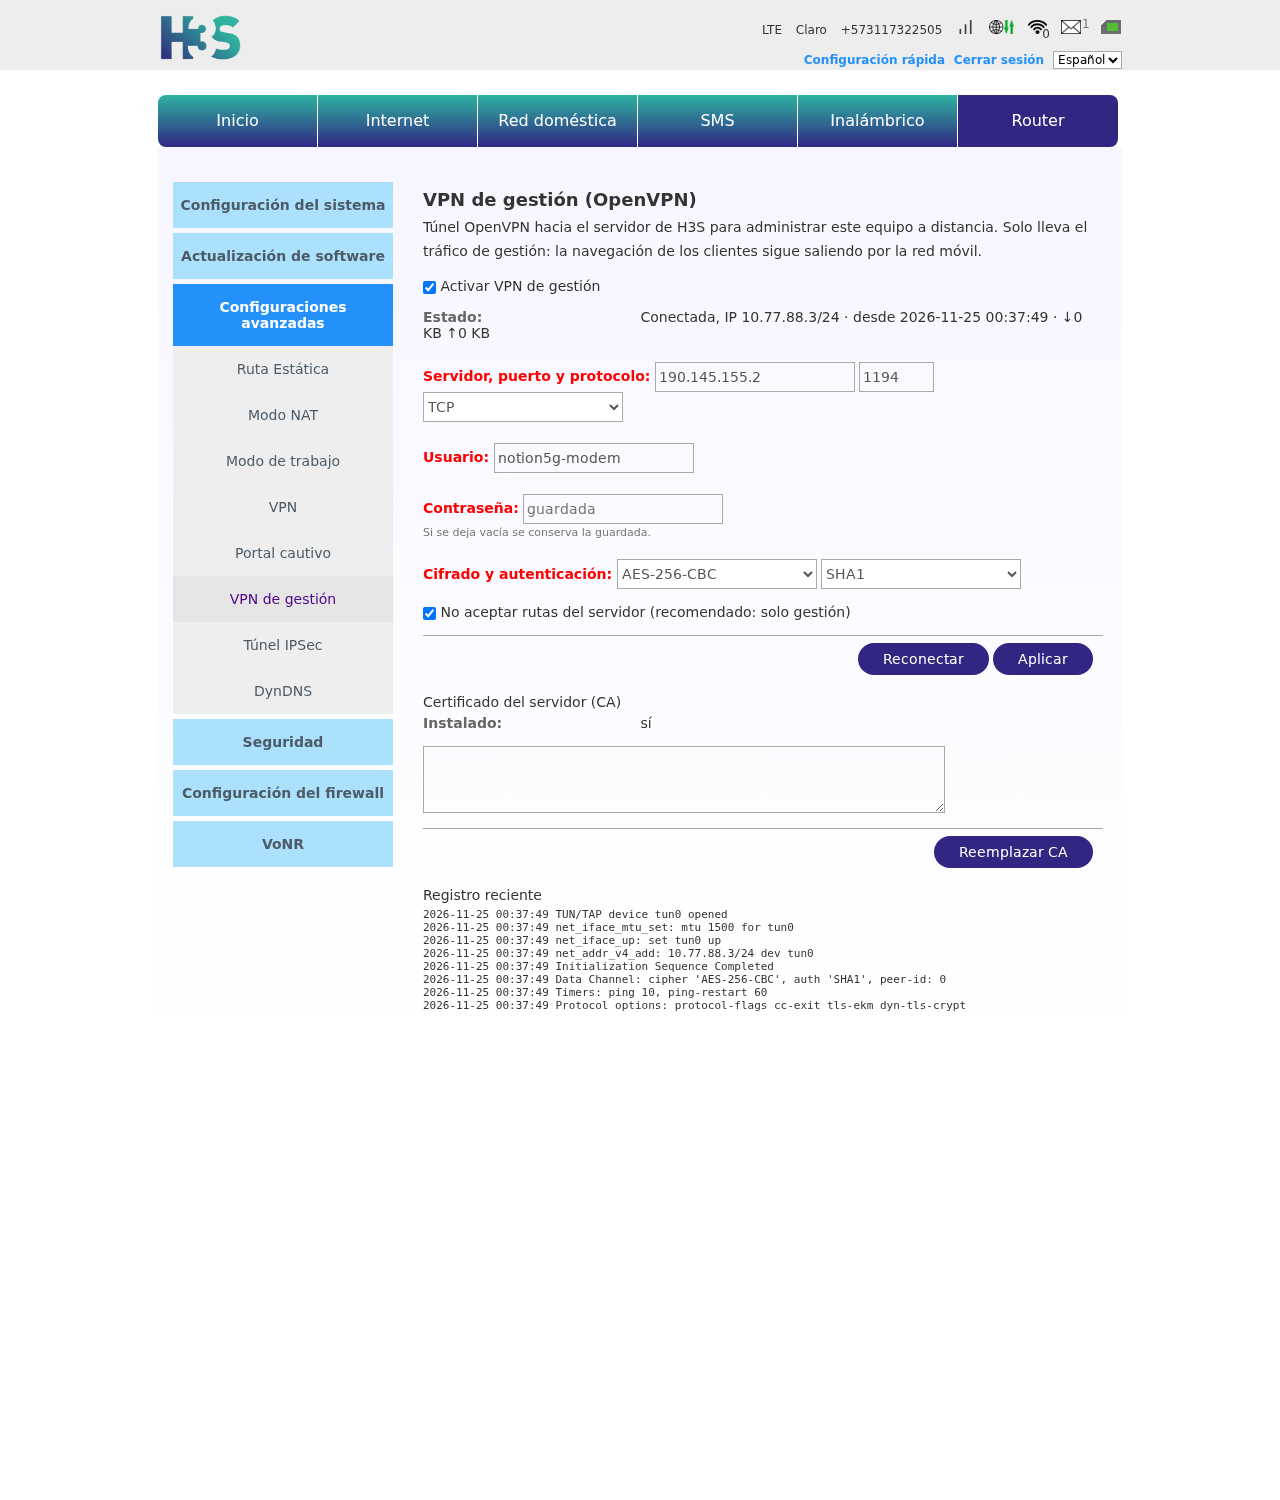 H3S
LTE Claro +573117322505 0 1
Configuración rápida Cerrar sesión Español
Inicio Internet Red doméstica SMS Inalámbrico Router
Configuración del sistema
Actualización de software
Configuraciones
avanzadas
Ruta Estática
Modo NAT
Modo de trabajo
VPN
Portal cautivo
VPN de gestión
Túnel IPSec
DynDNS
Seguridad
Configuración del firewall
VoNR
VPN de gestión (OpenVPN)
Túnel OpenVPN hacia el servidor de H3S para administrar este equipo a distancia. Solo lleva el
tráfico de gestión: la navegación de los clientes sigue saliendo por la red móvil.
Activar VPN de gestión
Estado: Conectada, IP 10.77.88.3/24 · desde 2026-11-25 00:37:49 · ↓0
KB ↑0 KB
Servidor, puerto y protocolo: 190.145.155.2 1194
TCP
Usuario: notion5g-modem
Contraseña: guardada
Si se deja vacía se conserva la guardada.
Cifrado y autenticación: AES-256-CBC SHA1
No aceptar rutas del servidor (recomendado: solo gestión)
Reconectar Aplicar
Certificado del servidor (CA)
Instalado: sí
Reemplazar CA
Registro reciente
2026-11-25 00:37:49 TUN/TAP device tun0 opened
2026-11-25 00:37:49 net_iface_mtu_set: mtu 1500 for tun0
2026-11-25 00:37:49 net_iface_up: set tun0 up
2026-11-25 00:37:49 net_addr_v4_add: 10.77.88.3/24 dev tun0
2026-11-25 00:37:49 Initialization Sequence Completed
2026-11-25 00:37:49 Data Channel: cipher 'AES-256-CBC', auth 'SHA1', peer-id: 0
2026-11-25 00:37:49 Timers: ping 10, ping-restart 60
2026-11-25 00:37:49 Protocol options: protocol-flags cc-exit tls-ekm dyn-tls-crypt